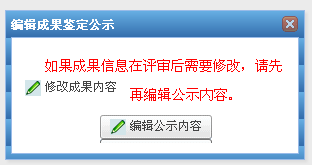 编辑成果鉴定公示
如果成果信息在评审后需要修改，请先
修改成果内容
再编辑公示内容。
编辑公示内容